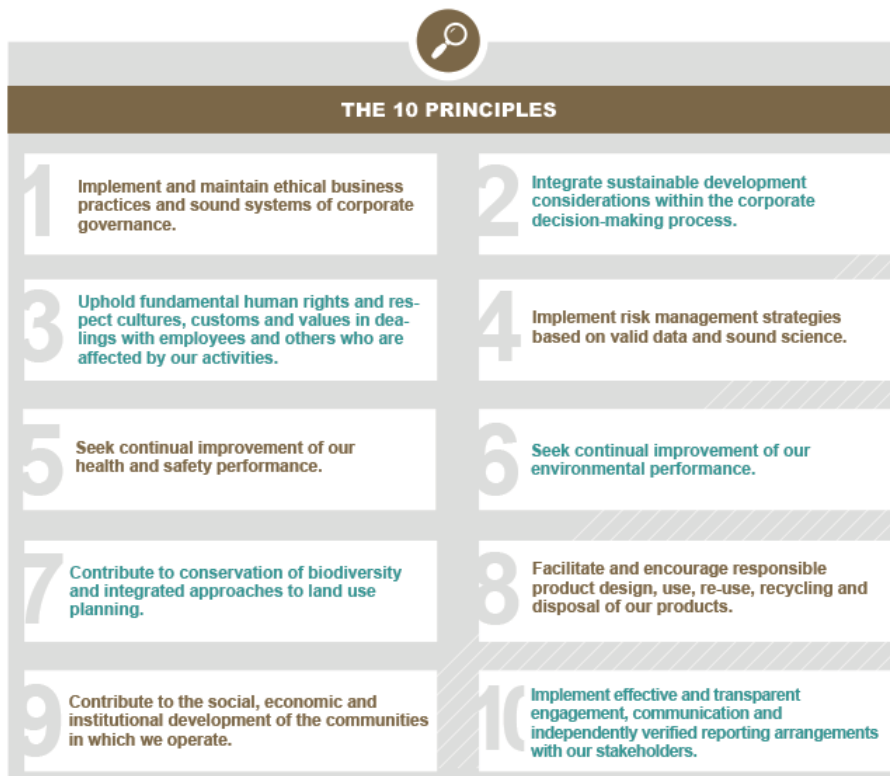 THE 10 PRINCIPLES
1
Implement and maintain ethical business
practices and sound systems of corporate
governance.
2
Integrate sustainable development
considerations within the corporate
decision-making process.
3
Uphold fundamental human rights and res-
pect cultures, customs and values in dea-
lings with employees and others who are
affected by our activities.
4
Implement risk management strategies
based on valid data and sound science.
5
Seek continual improvement of our
health and safety performance.
6
Seek continual improvement of our
environmental performance.
7
Contribute to conservation of biodiversity
and integrated approaches to land use
planning.
8
Facilitate and encourage responsible
product design, use, re-use, recycling and
disposal of our products.
9
Contribute to the social, economic and
institutional development of the communities
in which we operate.
10
Implement effective and transparent
engagement, communication and
independently verified reporting arrangements
with our stakeholders.